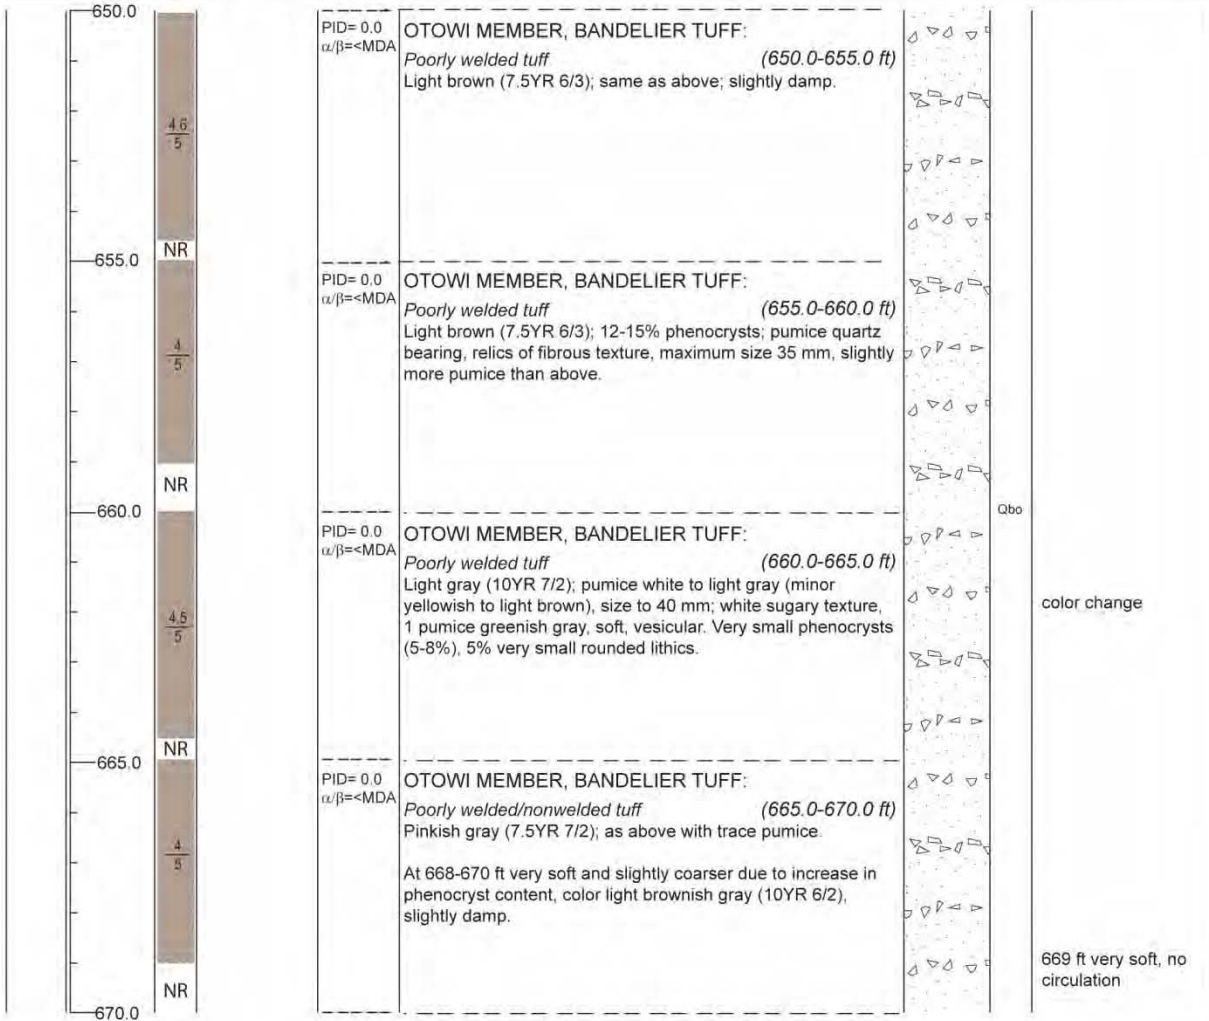 650.0
PID= 0.0
α/β=<MDA
OTOWI MEMBER, BANDELIER TUFF:
Poorly welded tuff (650.0-655.0 ft)
Light brown (7.5YR 6/3); same as above; slightly damp.
4.6
5
NR
655.0
PID= 0.0
α/β=<MDA
OTOWI MEMBER, BANDELIER TUFF:
Poorly welded tuff (655.0-660.0 ft)
Light brown (7.5YR 6/3); 12-15% phenocrysts; pumice quartz
bearing, relics of fibrous texture, maximum size 35 mm, slightly
more pumice than above.
4
5
NR
660.0
Qbo
PID= 0.0
α/β=<MDA
OTOWI MEMBER, BANDELIER TUFF:
Poorly welded tuff (660.0-665.0 ft)
Light gray (10YR 7/2); pumice white to light gray (minor
yellowish to light brown), size to 40 mm; white sugary texture,
1 pumice greenish gray, soft, vesicular. Very small phenocrysts
(5-8%), 5% very small rounded lithics.
color change
4.5
5
NR
665.0
PID= 0.0
α/β=<MDA
OTOWI MEMBER, BANDELIER TUFF:
Poorly welded/nonwelded tuff (665.0-670.0 ft)
Pinkish gray (7.5YR 7/2); as above with trace pumice.
4
5
At 668-670 ft very soft and slightly coarser due to increase in
phenocryst content, color light brownish gray (10YR 6/2),
slightly damp.
669 ft very soft, no
circulation
NR
670.0